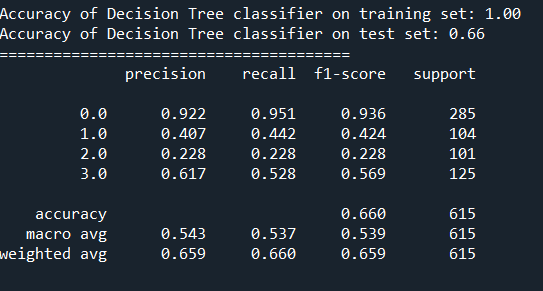 Accuracy of Decision Tree classifier on training set: 1.00
Accuracy of Decision Tree classifier on test set: 0.66
=======================================
precision recall f1-score support
0.0 0.922 0.951 0.936 285
1.0 0.407 0.442 0.424 104
2.0 0.228 0.228 0.228 101
3.0 0.617 0.528 0.569 125
accuracy 0.660 615
macro avg 0.543 0.537 0.539 615
weighted avg 0.659 0.660 0.659 615